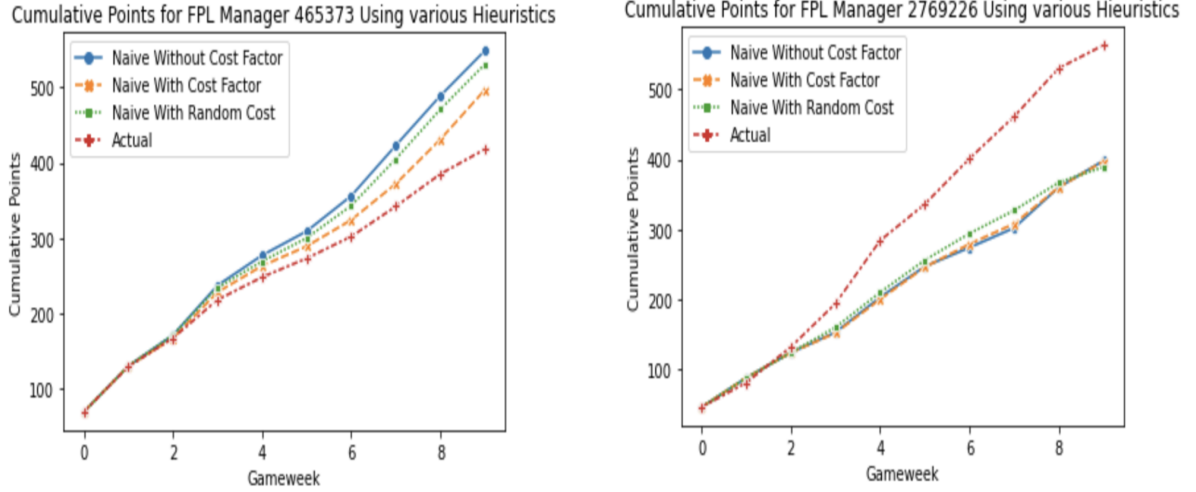 Cumulative Points for FPL Manager 465373 Using various Hieuristics
Naive Without Cost Factor
Naive With Cost Factor
Naive With Random Cost
Actual
500
400
300
200
100
Cumulative Points
0 2 4 6 8
Gameweek
Cumulative Points for FPL Manager 2769226 Using various Hieuristics
Naive Without Cost Factor
Naive With Cost Factor
Naive With Random Cost
Actual
500
400
300
200
100
Cumulative Points
0 2 4 6 8
Gameweek